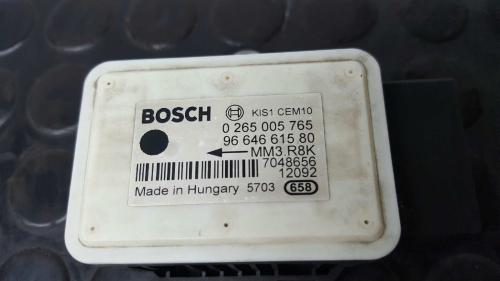 BOSCH KIS1 CEM10
0 265 005 765
96 646 615 80
MM3.R8K
7048656
12092
Made in Hungary 5703 658